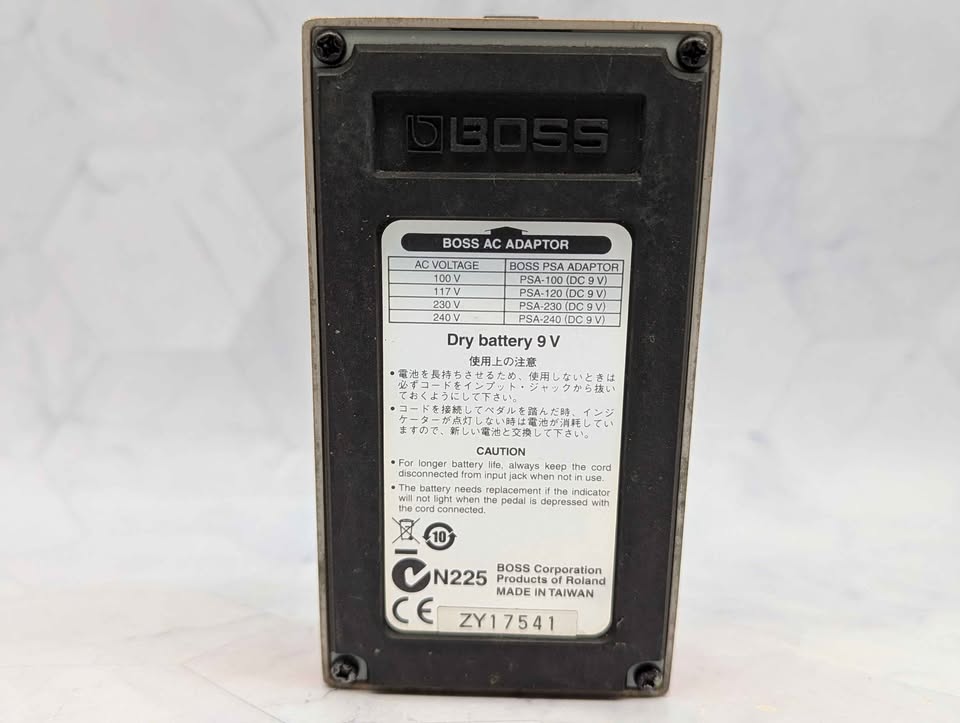 BOSS
BOSS AC ADAPTOR
AC VOLTAGE BOSS PSA ADAPTOR
100 V PSA-100 (DC 9 V)
117 V PSA-120 (DC 9 V)
230 V PSA-230 (DC 9 V)
240 V PSA-240 (DC 9 V)
Dry battery 9 V
使用上の注意
• 電池を長持ちさせるため、使用しないときは
必ずコードをインプット・ジャックから抜い
ておくようにして下さい。
• コードを接続してペダルを踏んだ時、インジ
ケーターが点灯しない時は電池が消耗してい
ますので、新しい電池と交換して下さい。
CAUTION
• For longer battery life, always keep the cord
disconnected from input jack when not in use.
• The battery needs replacement if the indicator
will not light when the pedal is depressed with
the cord connected.
10
N225
BOSS Corporation
Products of Roland
MADE IN TAIWAN
CE
ZY17541